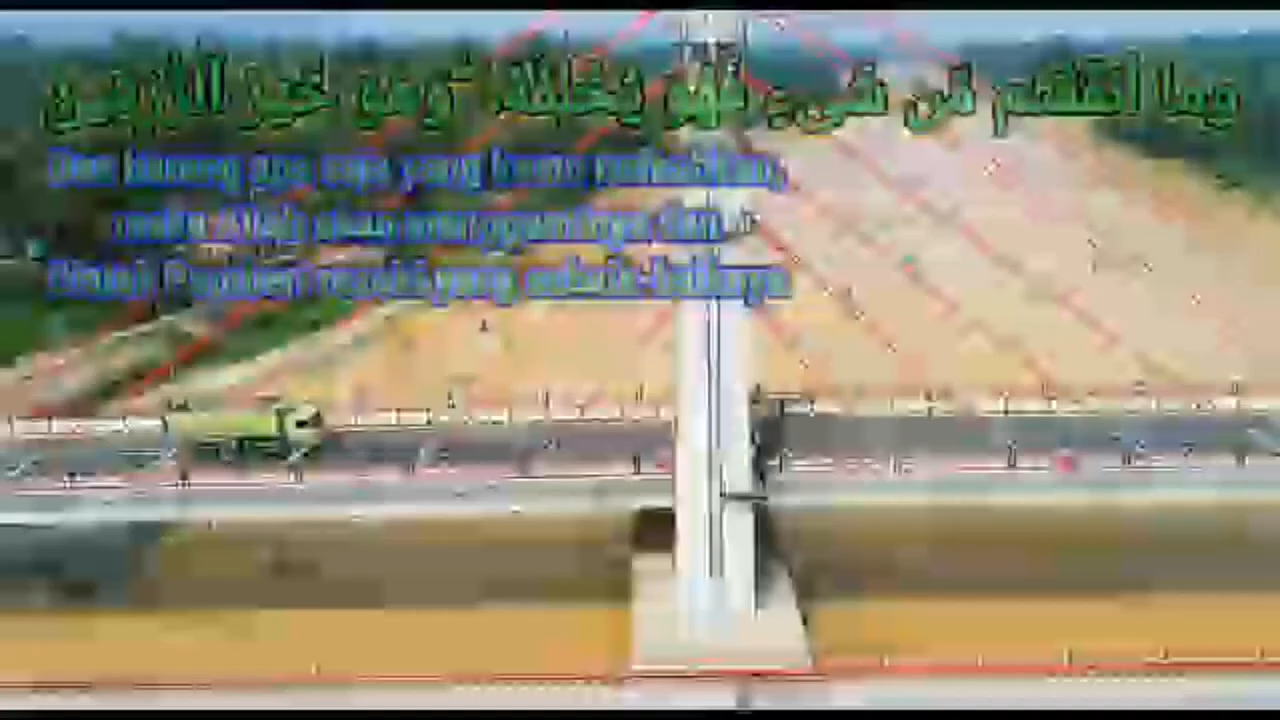 وما أنفقتم من شيء فهو يخلفه وهو خير الرازقين
Dan barang apa saja yang kamu nafkahkan,
maka Allah akan menggantinya dan
Dialah Pemberi rezeki yang sebaik-baiknya